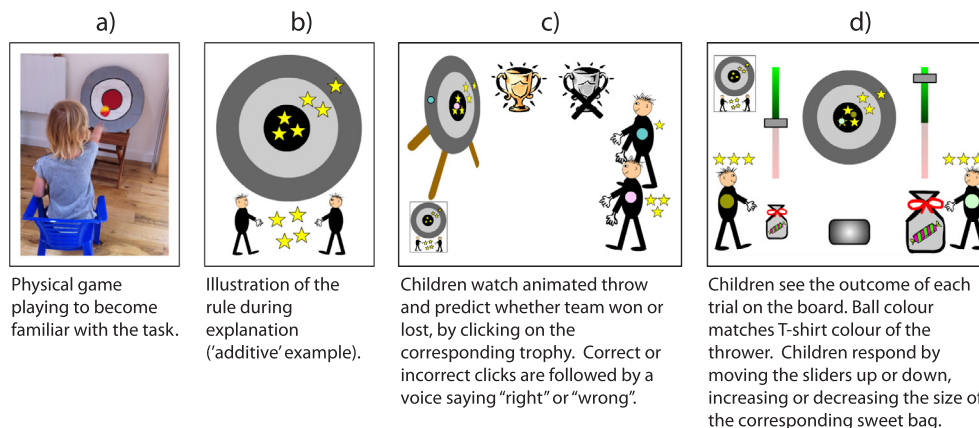 a)
b)
c)
d)
Physical game
playing to become
familiar with the task.
Illustration of the
rule during
explanation
('additive' example).
Children watch animated throw
and predict whether team won or
lost, by clicking on the
corresponding trophy. Correct or
incorrect clicks are followed by a
voice saying “right” or “wrong”.
Children see the outcome of each
trial on the board. Ball colour
matches T-shirt colour of the
thrower. Children respond by
moving the sliders up or down,
increasing or decreasing the size of
the corresponding sweet bag.